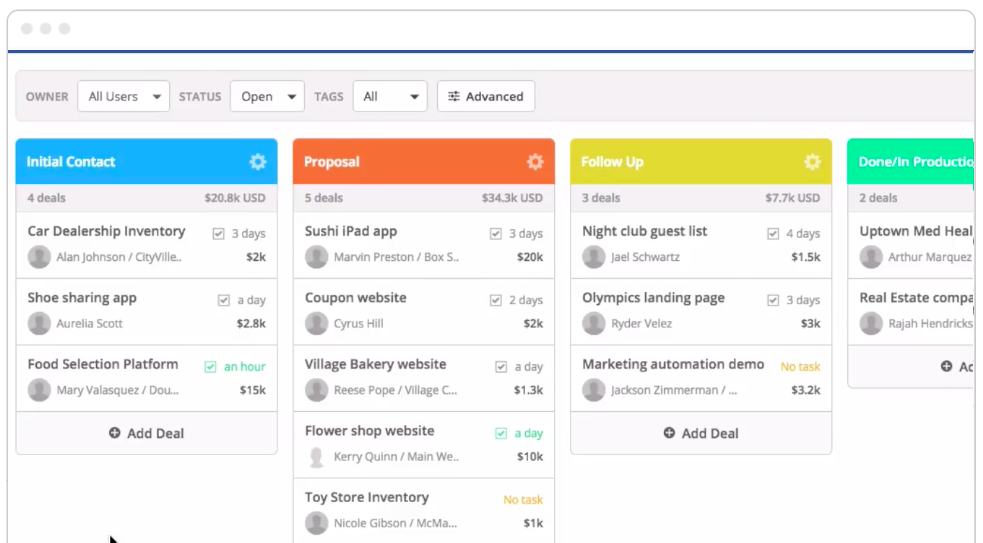 OWNER All Users STATUS Open TAGS All Advanced
Initial Contact
4 deals $20.8k USD
Car Dealership Inventory 3 days
Alan Johnson / CityVille.. $2k
Shoe sharing app a day
Aurelia Scott $2.8k
Food Selection Platform an hour
Mary Valasquez / Dou... $15k
Add Deal
Proposal
5 deals $34.3k USD
Sushi iPad app 3 days
Marvin Preston / Box S.. $20k
Coupon website 2 days
Cyrus Hill $2k
Village Bakery website a day
Reese Pope / Village C... $1.3k
Flower shop website a day
Kerry Quinn / Main We.. $10k
Toy Store Inventory No task
Nicole Gibson / McMa... $1k
Follow Up
3 deals $7.7k USD
Night club guest list 4 days
Jael Schwartz $1.5k
Olympics landing page 3 days
Ryder Velez $3k
Marketing automation demo No task
Jackson Zimmerman / ... $3.2k
Add Deal
Done/In Productio
2 deals
Uptown Med Heal
Arthur Marquez
Real Estate compa
Rajah Hendricks
Ad